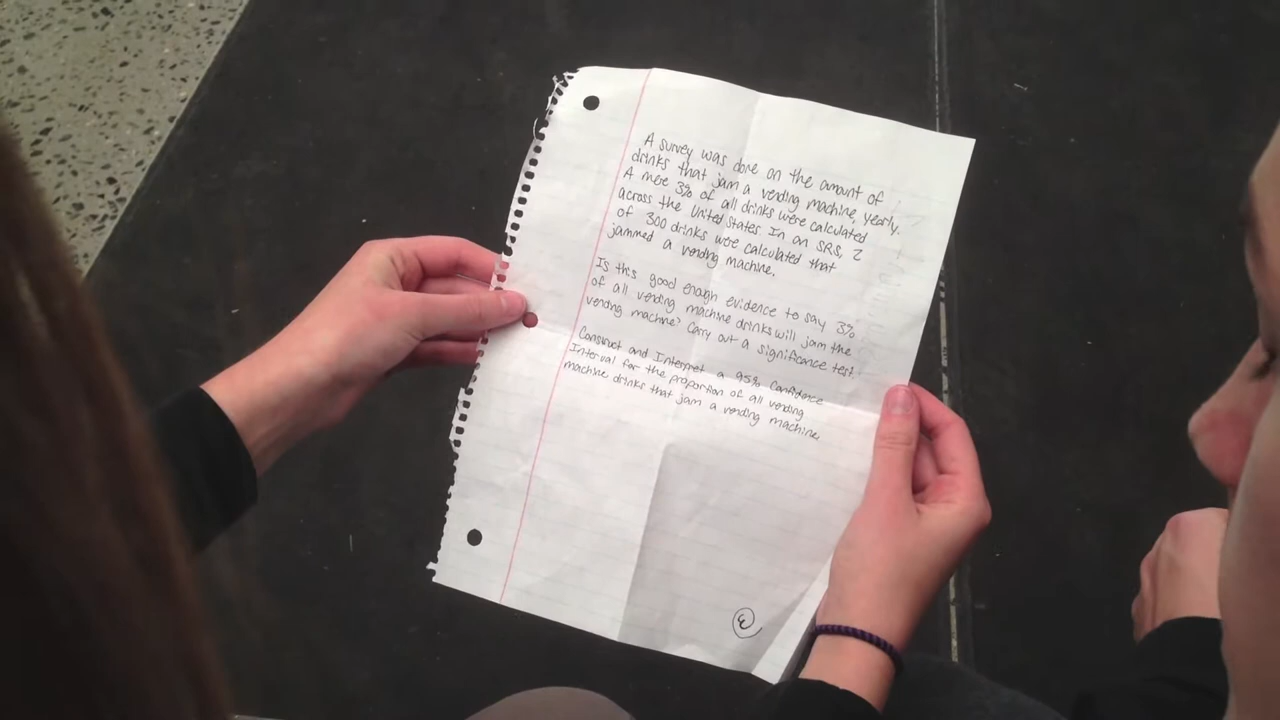 A survey was done on the amount of
drinks that jam a vending machine, yearly.
A mere 3% of all drinks were calculated
across the United States. In an SRS, 2
of 300 drinks were calculated that
jammed a vending machine.
Is this good enough evidence to say 3%
of all vending machine drinks will jam the
vending machine? Carry out a significance test.
Construct and Interpret a 95% Confidence
Interval for the proportion of all vending
machine drinks that jam a vending machine.